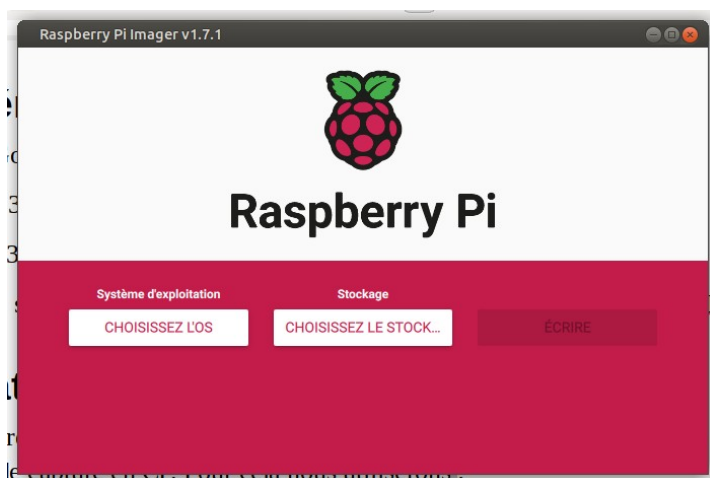 Raspberry Pi Imager v1.7.1
Raspberry Pi
Système d'exploitation
Stockage
CHOISISSEZ L'OS
CHOISISSEZ LE STOCK...
ÉCRIRE